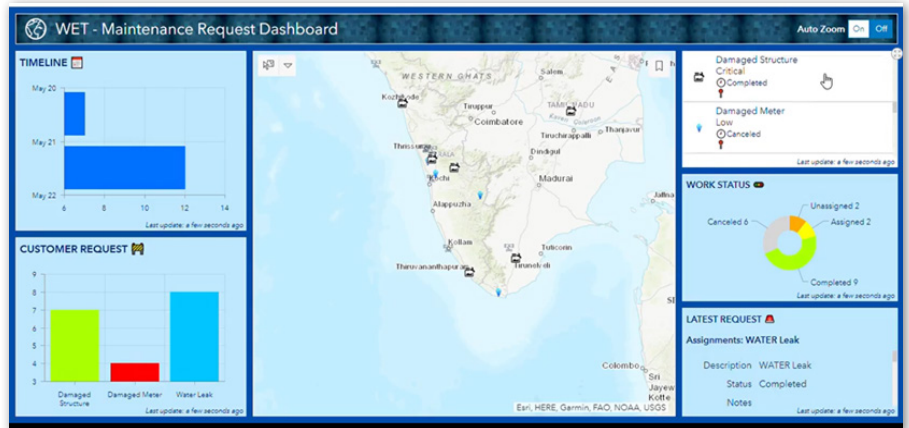 WET - Maintenance Request Dashboard
Auto Zoom On Off
TIMELINE
May 20
May 21
May 22
6 8 10 12 14
Last update: a few seconds ago
CUSTOMER REQUEST
9
8
7
6
5
4
3
Damaged Structure
Damaged Meter
Water Leak
Last update: a few seconds ago
WESTERN GHATS
Salem
Kozhikode
Tiruppur
TAMIL NADU
Coimbatore
Tiruchirappalli
Thanjavur
Thrissur
Dindigul
Kochi
Madurai
Alappuzha
Jaffna
Kollam
Tuticorin
Thiruvananthapuram
Colombo
Sri
Jayew
Kotte
Esri, HERE, Garmin, FAO, NOAA, USGS
Damaged Structure
Critical
Completed
Damaged Meter
Low
Canceled
Last update: a few seconds ago
WORK STATUS
Unassigned 2
Canceled 6
Assigned 2
Completed 9
Last update: a few seconds ago
LATEST REQUEST
Assignments: WATER Leak
Description WATER Leak
Status Completed
Notes
Last update: a few seconds ago